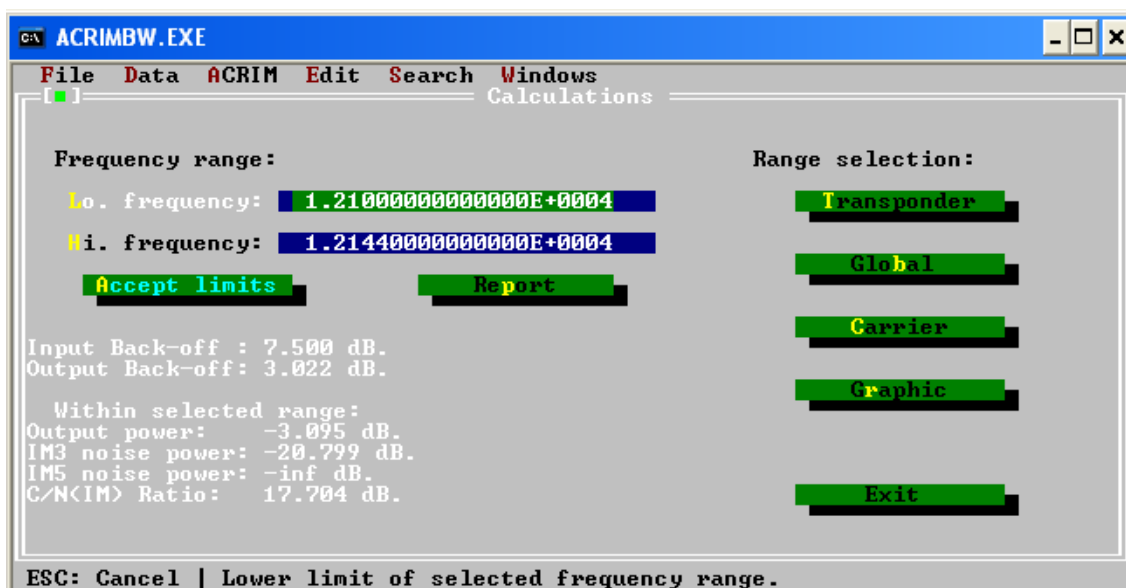 ACRIMBW.EXE
File Data ACRIM Edit Search Windows
[■] Calculations
Frequency range:
Range selection:
Lo. frequency: 1.21000000000000E+0004
Transponder
Hi. frequency: 1.21440000000000E+0004
Global
Accept limits Report
Carrier
Input Back-off : 7.500 dB.
Output Back-off: 3.022 dB.
Graphic
Within selected range:
Output power: -3.095 dB.
IM3 noise power: -20.799 dB.
IM5 noise power: -inf dB.
C/N(IM) Ratio: 17.704 dB.
Exit
ESC: Cancel | Lower limit of selected frequency range.